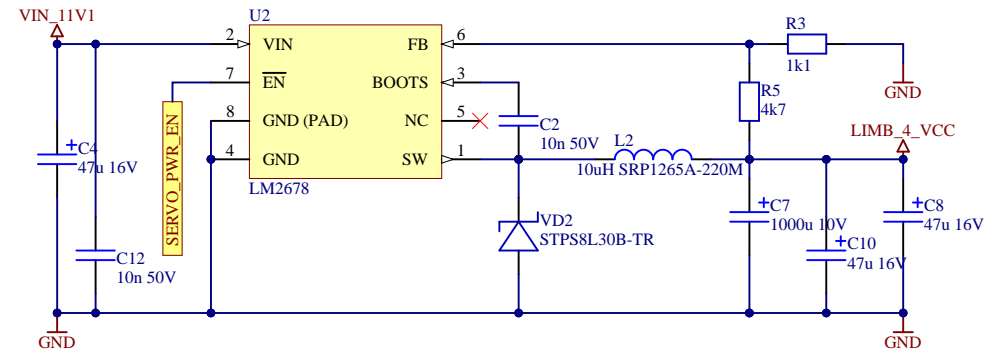 VIN_11V1
U2
2
VIN
FB
6
R3
1k1
GND
7
EN
BOOTS
3
R5
4k7
8
GND (PAD)
NC
5
C2
10n 50V
LIMB_4_VCC
4
GND
SW
1
L2
10uH SRP1265A-220M
LM2678
SERVO_PWR_EN
C4
47u 16V
C12
10n 50V
VD2
STPS8L30B-TR
C7
1000u 10V
C10
47u 16V
C8
47u 16V
GND
GND